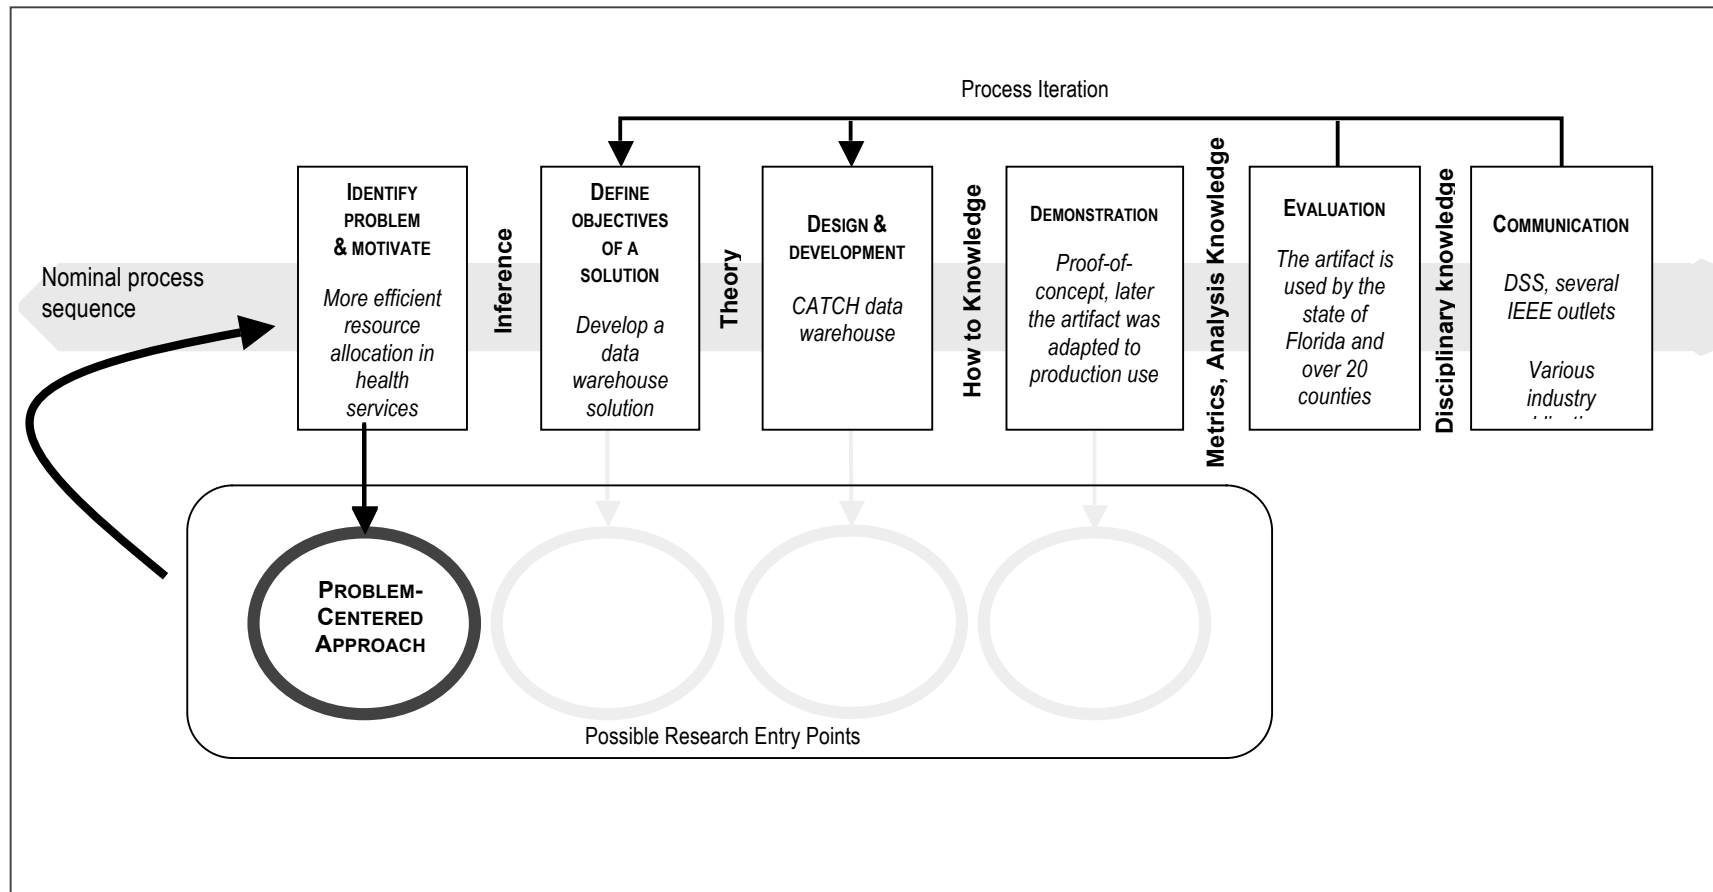 Process Iteration
Nominal process
sequence
IDENTIFY
PROBLEM
& MOTIVATE
More efficient
resource
allocation in
health
services
Inference
DEFINE
OBJECTIVES
OF A
SOLUTION
Develop a
data
warehouse
solution
Theory
DESIGN &
DEVELOPMENT
CATCH data
warehouse
How to Knowledge
DEMONSTRATION
Proof-of-
concept, later
the artifact was
adapted to
production use
Metrics, Analysis Knowledge
EVALUATION
The artifact is
used by the
state of
Florida and
over 20
counties
Disciplinary knowledge
COMMUNICATION
DSS, several
IEEE outlets
Various
industry
PROBLEM-
CENTERED
APPROACH
Possible Research Entry Points